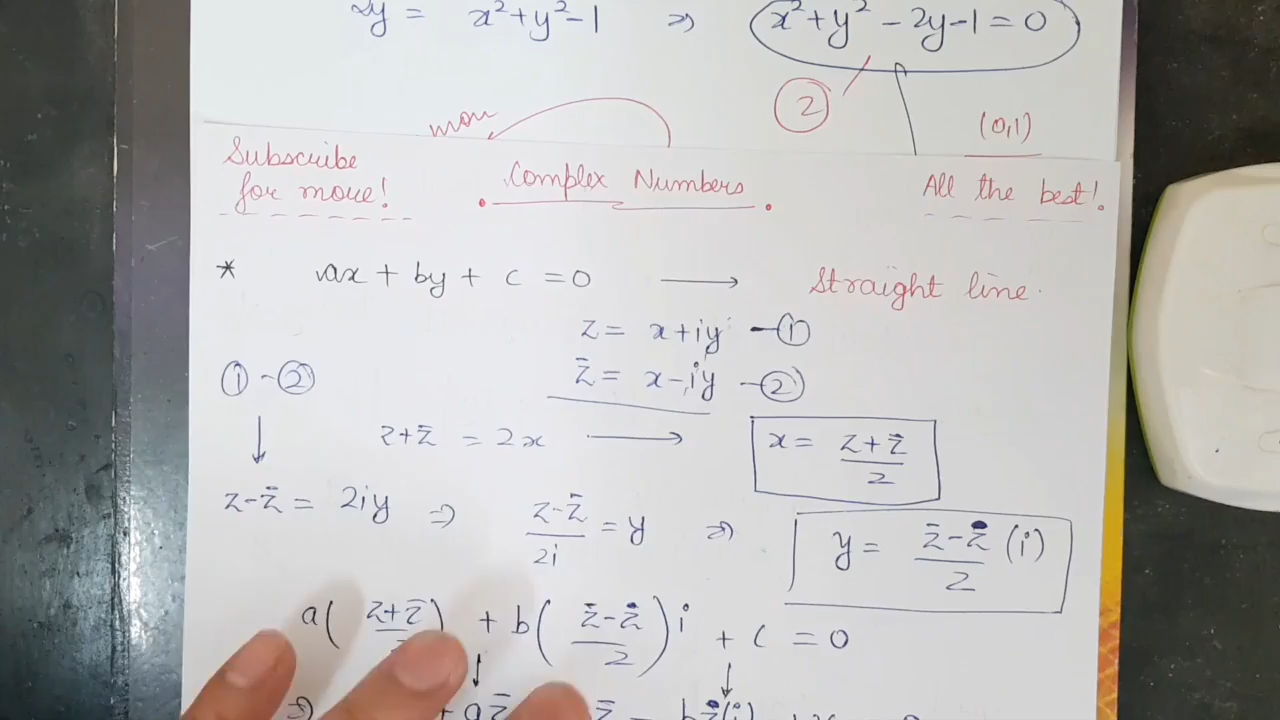 2y = x²+y²-1 ⇒ x²+y²-2y-1=0
2
(0,1)
more
Subscribe for more!
Complex Numbers
All the best!
* ax + by + c = 0 → Straight line.
z = x+iy -①
z̄ = x-iy -②
①-②
z+z̄ = 2x → x = (z+z̄)/2
z-z̄ = 2iy ⇒ (z-z̄)/2i = y ⇒ y = (z̄-z)/2 (i)
a((z+z̄)/2) + b((z̄-z)/2)i + c = 0